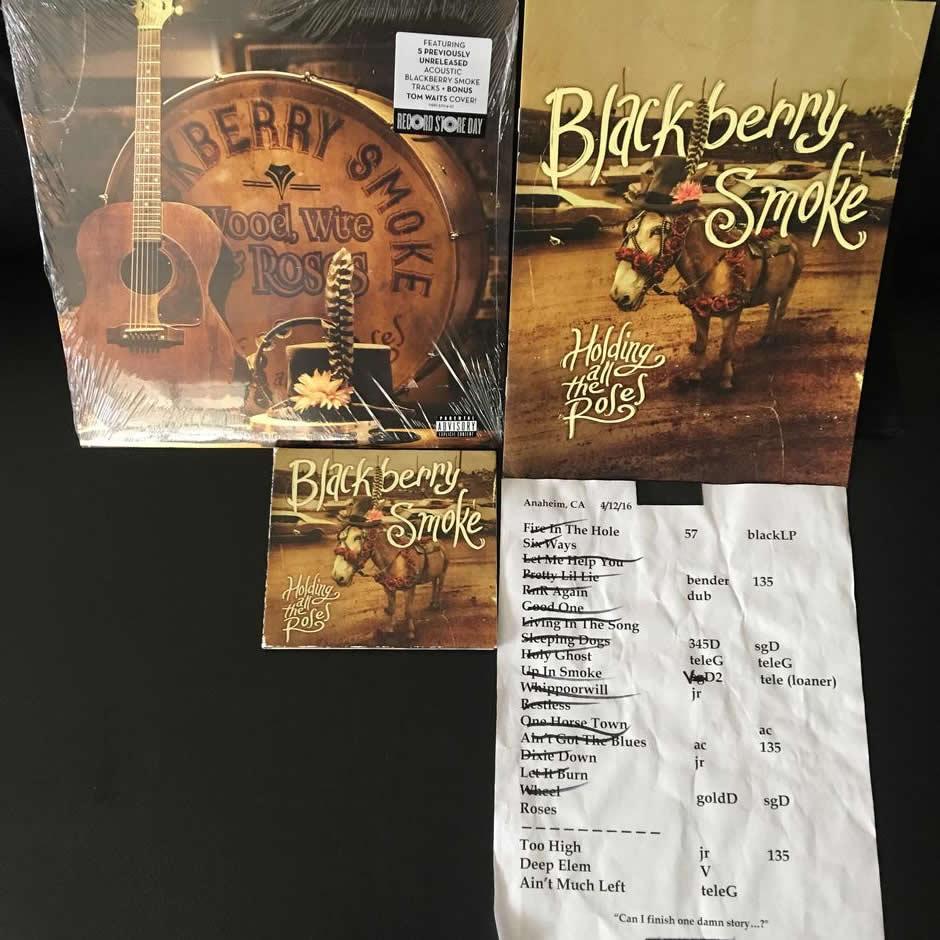 FEATURING
5 PREVIOUSLY
UNRELEASED
ACOUSTIC
BLACKBERRY SMOKE
TRACKS + BONUS
TOM WAITS COVER!
RECORD STORE DAY
KBERRY SMOKE
Wood, Wire
& ROSES
PARENTAL
ADVISORY
EXPLICIT CONTENT
Blackberry
Smoke
Holding
all
the
Roses
Blackberry
Smoke
Holding
all
the
Roses
Anaheim, CA 4/12/16
Fire In The Hole 57 blackLP
Six Ways
Let Me Help You
Pretty Lil Lie bender 135
RnR Again dub
Good One
Living In The Song
Sleeping Dogs 345D sgD
Holy Ghost teleG teleG
Up In Smoke V D2 tele (loaner)
Whippoorwill jr
Restless
One Horse Town ac
Ain't Got The Blues ac 135
Dixie Down jr
Let It Burn
Wheel goldD sgD
Roses
Too High jr 135
Deep Elem V
Ain't Much Left teleG
"Can I finish one damn story...?"